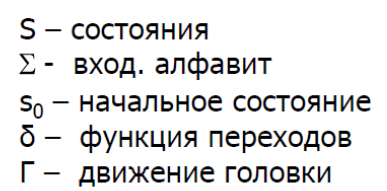 S – состояния
Σ - вход. алфавит
s₀ – начальное состояние
δ – функция переходов
Г – движение головки